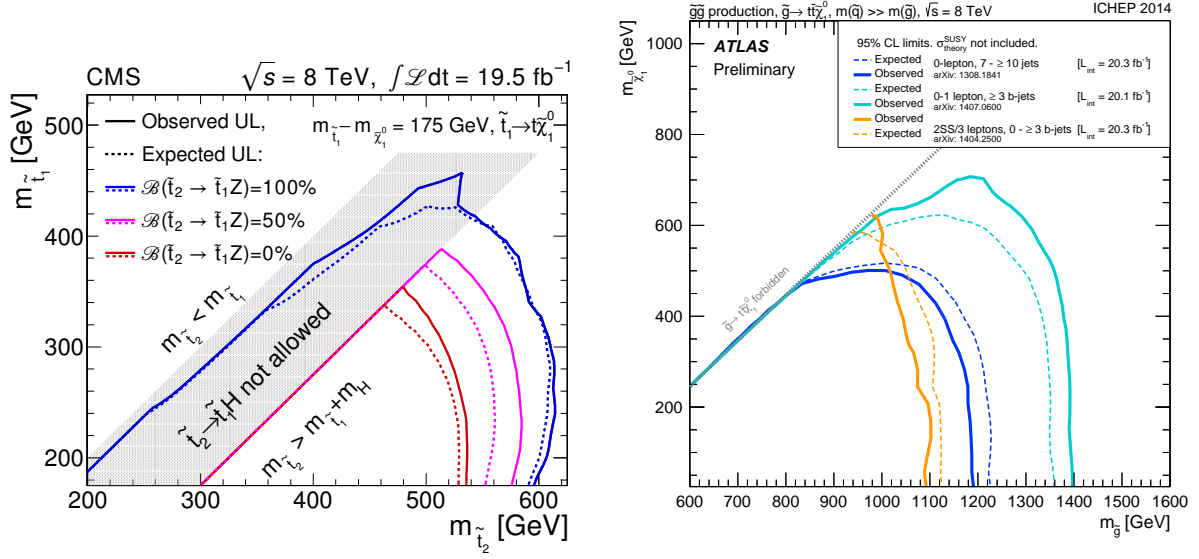 CMS √s = 8 TeV, ∫ℒdt = 19.5 fb⁻¹
Observed UL,
m_t̃₁ − m_χ̃₁⁰ = 175 GeV, t̃₁→tχ̃₁⁰
Expected UL:
ℬ(t̃₂ → t̃₁Z)=100%
ℬ(t̃₂ → t̃₁Z)=50%
ℬ(t̃₂ → t̃₁Z)=0%
m_t̃₂ < m_t̃₁
t̃₂→t̃₁H not allowed
m_t̃₂ > m_t̃₁+m_H
m_t̃₁ [GeV]
500
400
300
200
200 300 400 500 600
m_t̃₂ [GeV]
g̃g̃ production, g̃→ tt̄χ̃₁⁰, m(q̃) >> m(g̃), √s = 8 TeV ICHEP 2014
ATLAS
Preliminary
95% CL limits. σ_theory^SUSY not included.
Expected 0-lepton, 7 - ≥ 10 jets [L_int = 20.3 fb⁻¹]
Observed arXiv: 1308.1841
Expected 0-1 lepton, ≥ 3 b-jets [L_int = 20.1 fb⁻¹]
Observed arXiv: 1407.0600
Observed
Expected 2SS/3 leptons, 0 - ≥ 3 b-jets [L_int = 20.3 fb⁻¹]
arXiv: 1404.2500
g̃→ tt̄χ̃₁⁰ forbidden
m_χ̃₁⁰ [GeV]
1000
800
600
400
200
600 700 800 900 1000 1100 1200 1300 1400 1500 1600
m_g̃ [GeV]